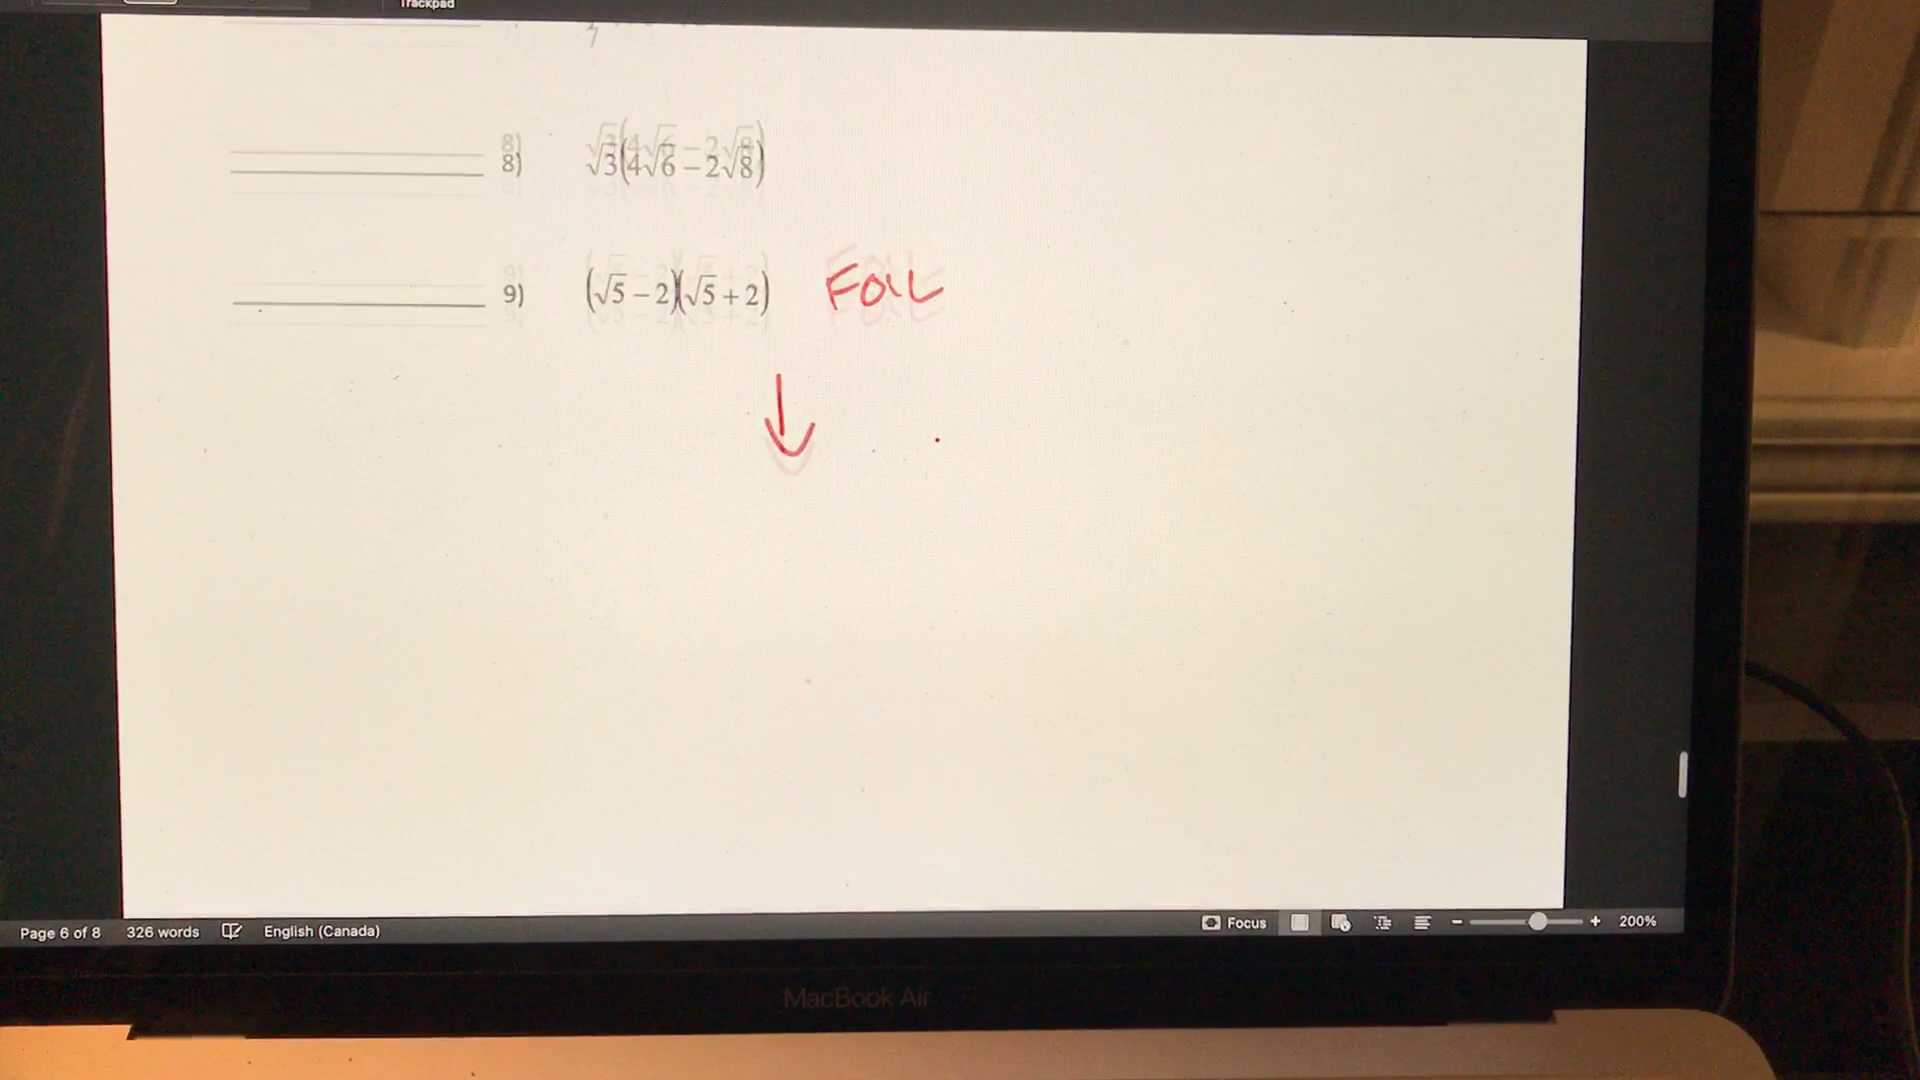 Trackpad
8) √3(4√6 – 2√8)
9) (√5 – 2)(√5 + 2) FOIL
Page 6 of 8 326 words English (Canada) Focus 200%
MacBook Air